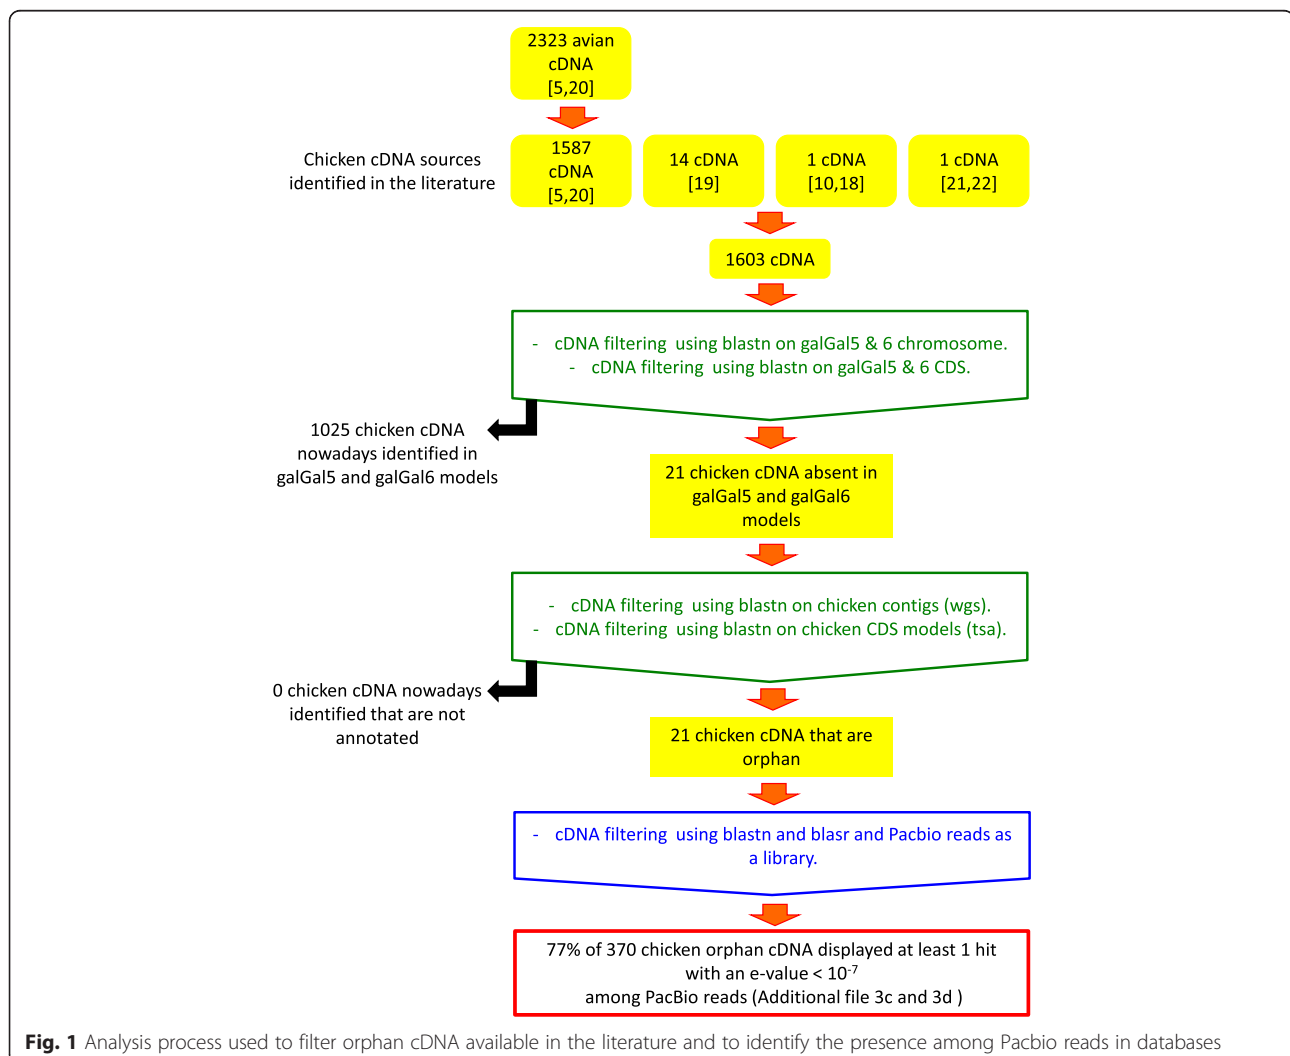 2323 avian
cDNA
[5,20]
Chicken cDNA sources
identified in the literature
1587
cDNA
[5,20]
14 cDNA
[19]
1 cDNA
[10,18]
1 cDNA
[21,22]
1603 cDNA
- cDNA filtering using blastn on galGal5 & 6 chromosome.
- cDNA filtering using blastn on galGal5 & 6 CDS.
1025 chicken cDNA
nowadays identified in
galGal5 and galGal6 models
21 chicken cDNA absent in
galGal5 and galGal6
models
- cDNA filtering using blastn on chicken contigs (wgs).
- cDNA filtering using blastn on chicken CDS models (tsa).
0 chicken cDNA nowadays
identified that are not
annotated
21 chicken cDNA that are
orphan
- cDNA filtering using blastn and blasr and Pacbio reads as
a library.
77% of 370 chicken orphan cDNA displayed at least 1 hit
with an e-value < 10⁻⁷
among PacBio reads (Additional file 3c and 3d )
Fig. 1 Analysis process used to filter orphan cDNA available in the literature and to identify the presence among Pacbio reads in databases